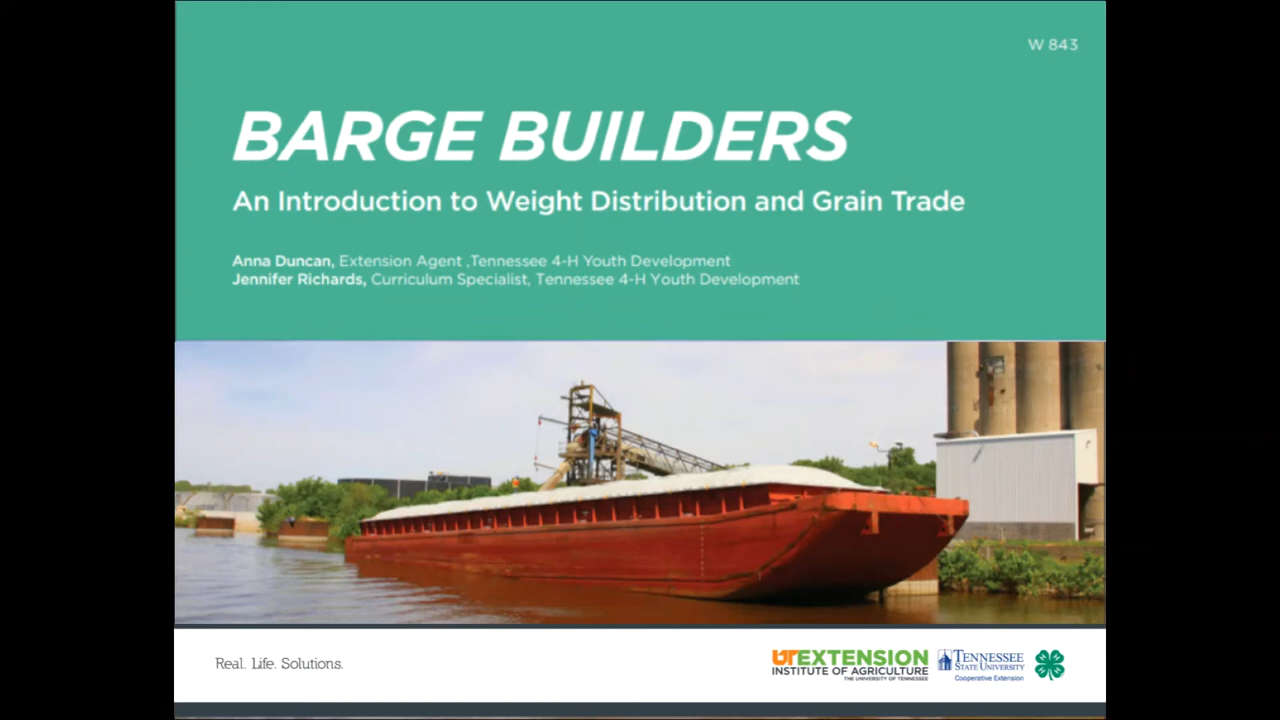 W 843
BARGE BUILDERS
An Introduction to Weight Distribution and Grain Trade
Anna Duncan, Extension Agent ,Tennessee 4-H Youth Development
Jennifer Richards, Curriculum Specialist, Tennessee 4-H Youth Development
Real. Life. Solutions.
UTEXTENSION
INSTITUTE OF AGRICULTURE
THE UNIVERSITY OF TENNESSEE
TENNESSEE
STATE UNIVERSITY
Cooperative Extension